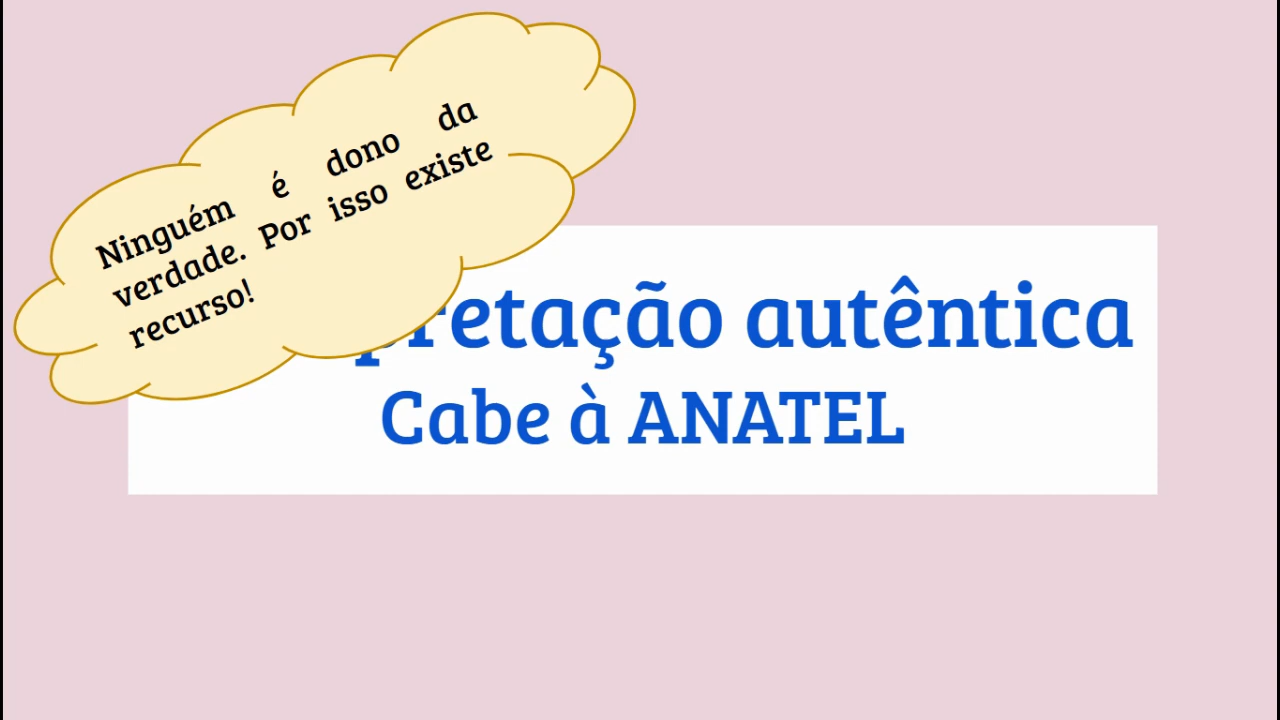 Ninguém é dono da
verdade. Por isso existe
recurso!
pretação autêntica
Cabe à ANATEL